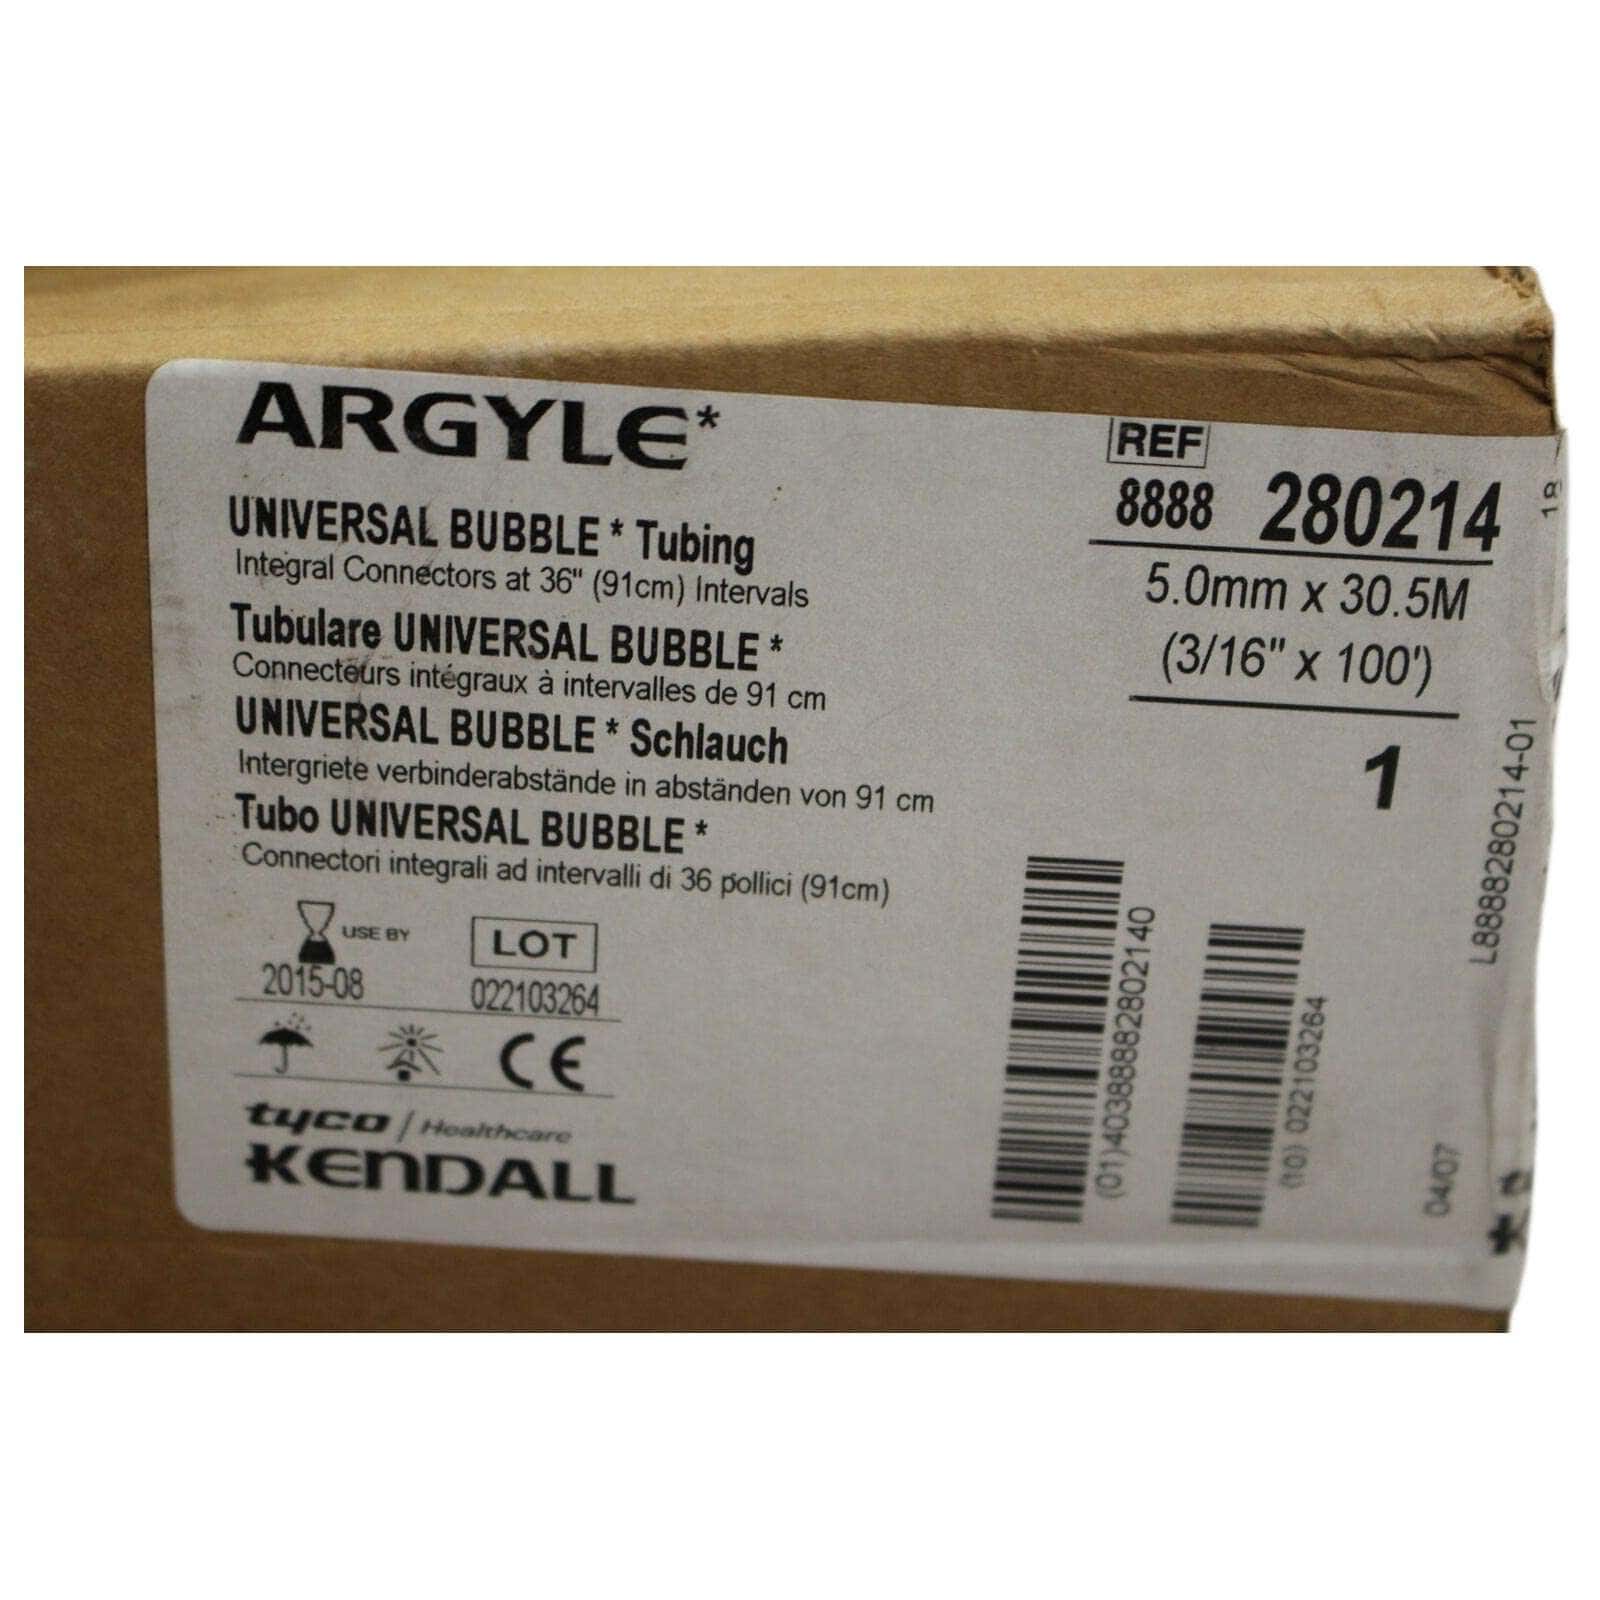 ARGYLE*
UNIVERSAL BUBBLE* Tubing
Integral Connectors at 36" (91cm) Intervals
Tubulare UNIVERSAL BUBBLE*
Connecteurs intégraux à intervalles de 91 cm
UNIVERSAL BUBBLE* Schlauch
Intergriete verbinderabstände in abständen von 91 cm
Tubo UNIVERSAL BUBBLE*
Connectori integrali ad intervalli di 36 pollici (91cm)
USE BY
2015-08
LOT
022103264
CE
tyco / Healthcare
KENDALL
REF
8888 280214
5.0mm x 30.5M
(3/16" x 100')
1
(01)40388882802140
(10) 022103264
L8888280214-01
04/07